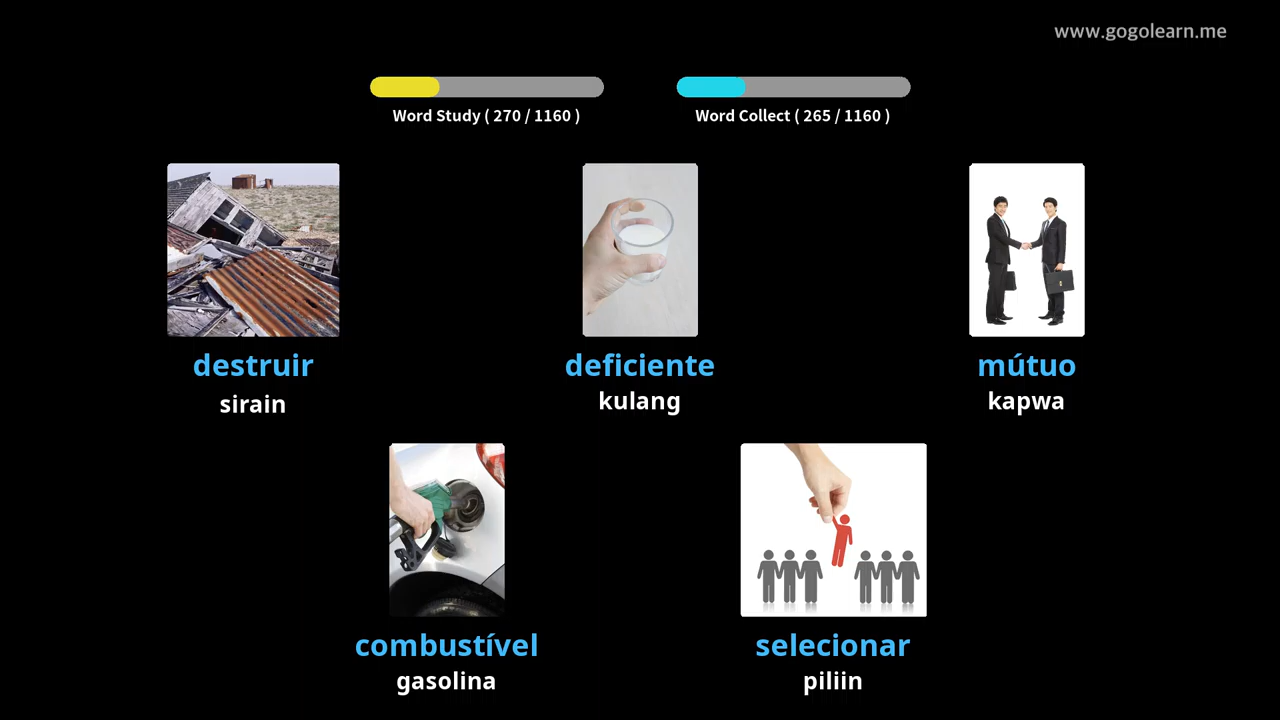 www.gogolearn.me
Word Study ( 270 / 1160 )
Word Collect ( 265 / 1160 )
destruir
sirain
deficiente
kulang
mútuo
kapwa
combustível
gasolina
selecionar
piliin